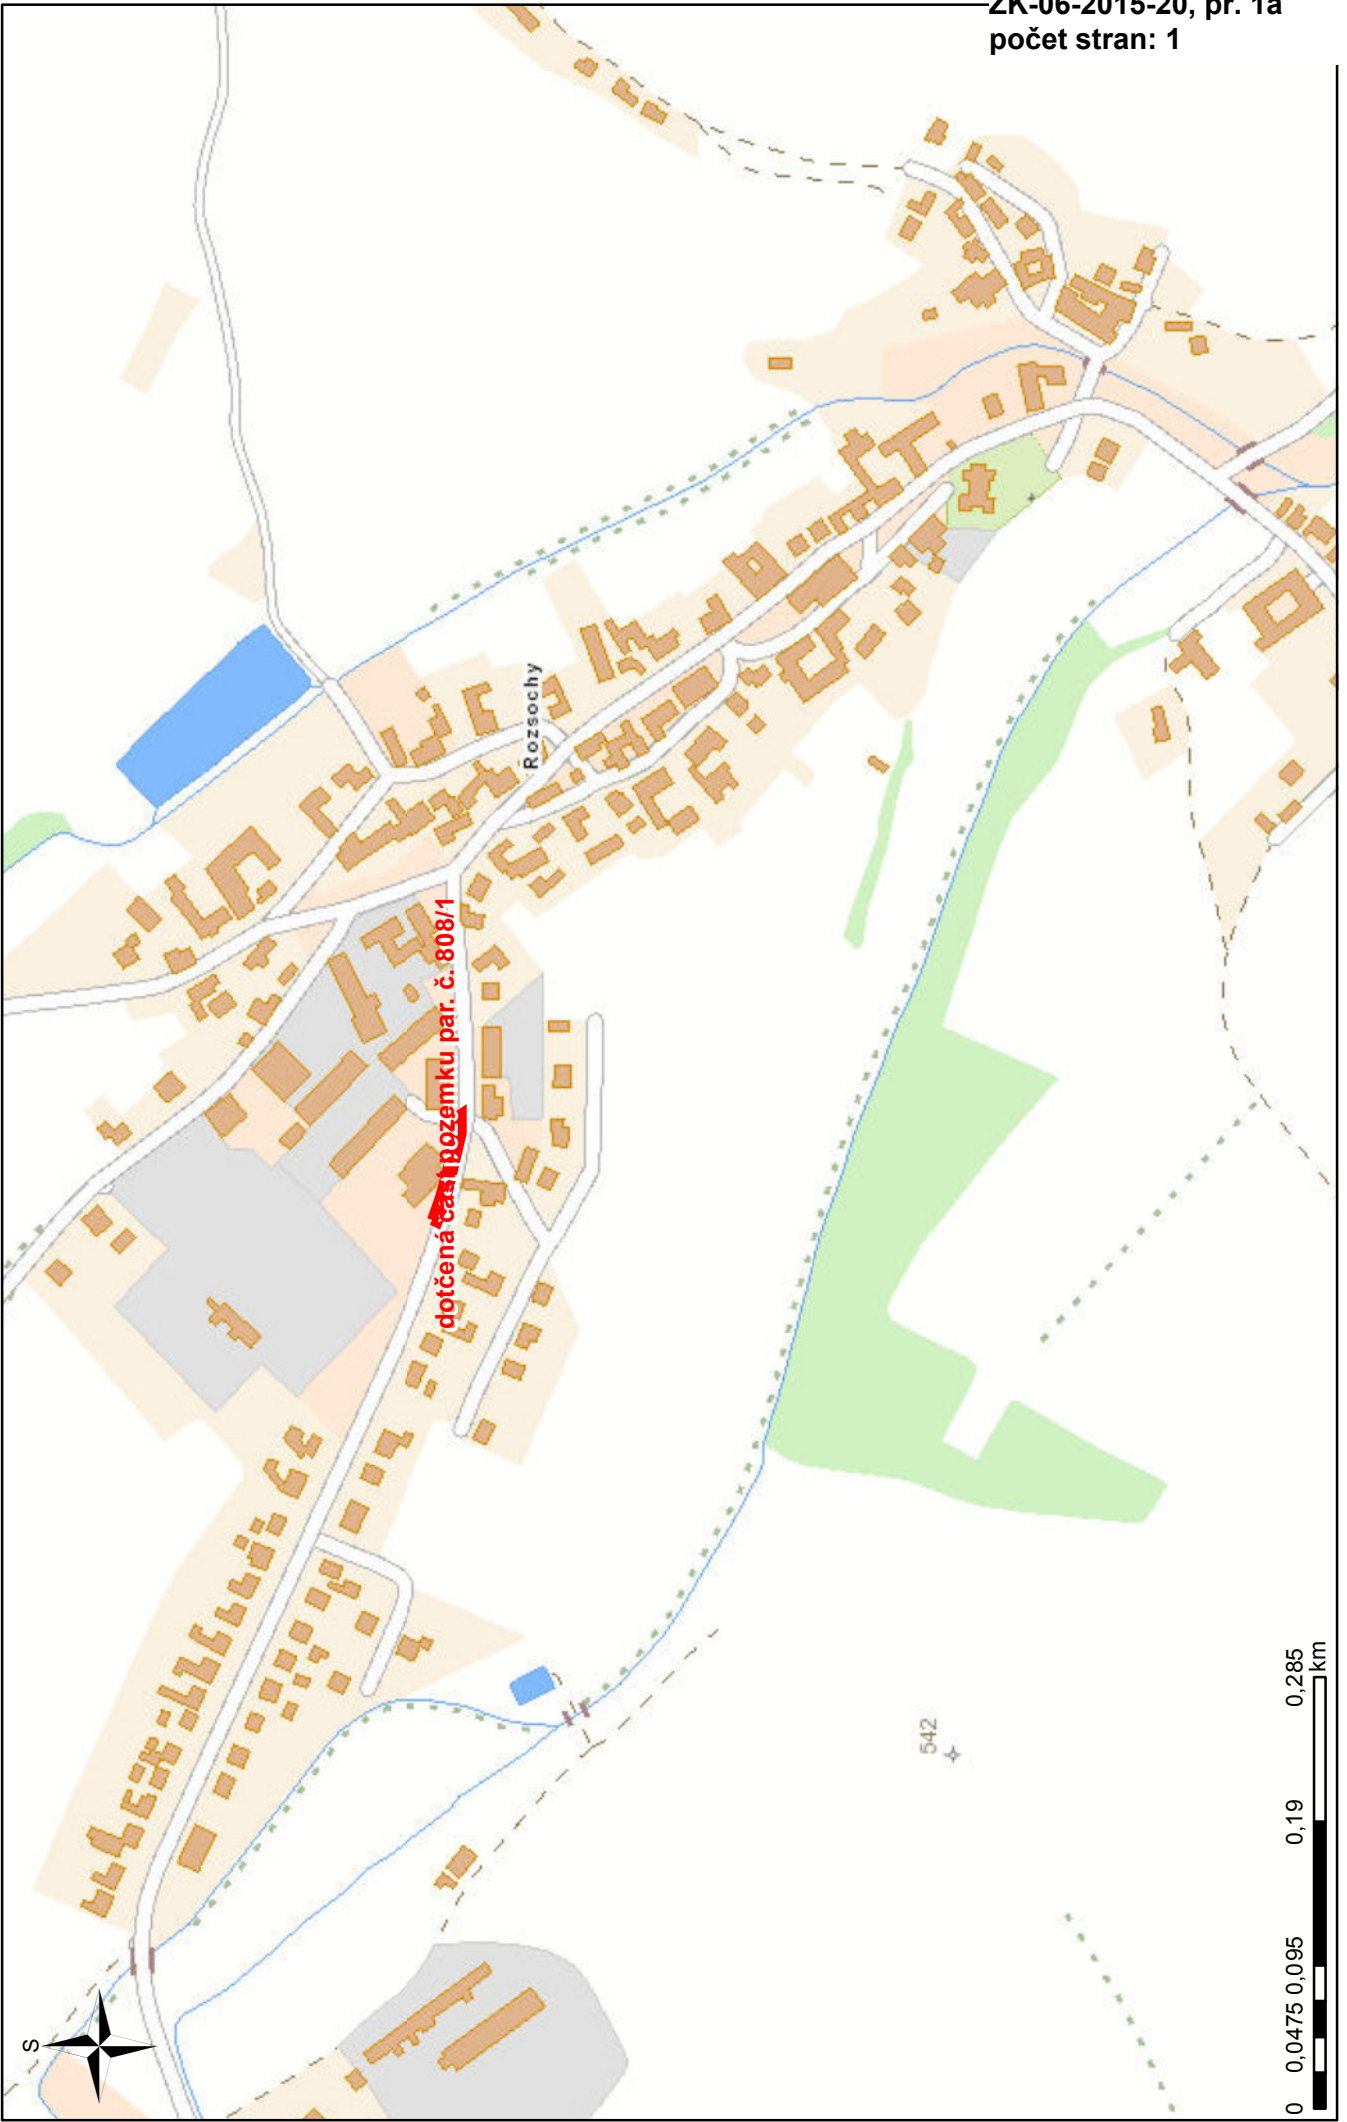 ZK-06-2015-20, př. 1a
počet stran: 1
Rozsochy
dotčená část pozemku par. č. 808/1
542
S
0 0,0475 0,095 0,19 0,285
km